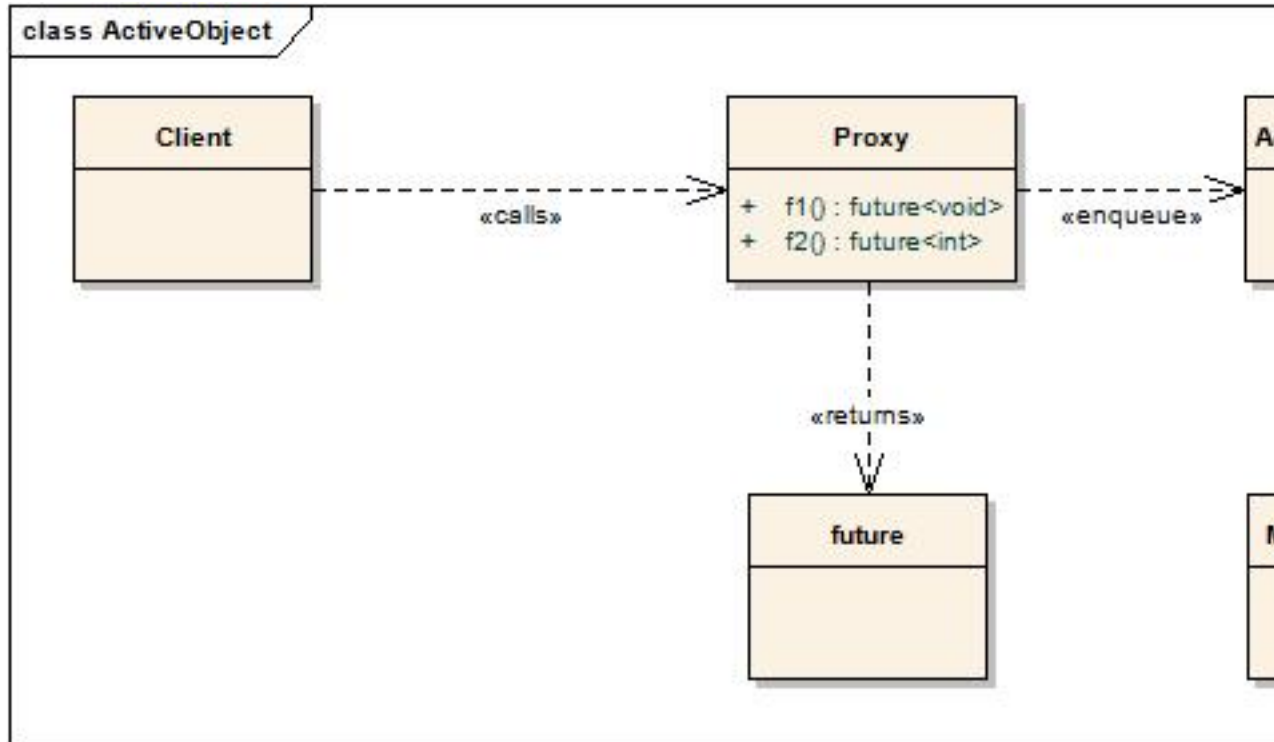 class ActiveObject
Client
Proxy
A
+ f1() : future<void>
+ f2() : future<int>
«calls»
«enqueue»
«returns»
future